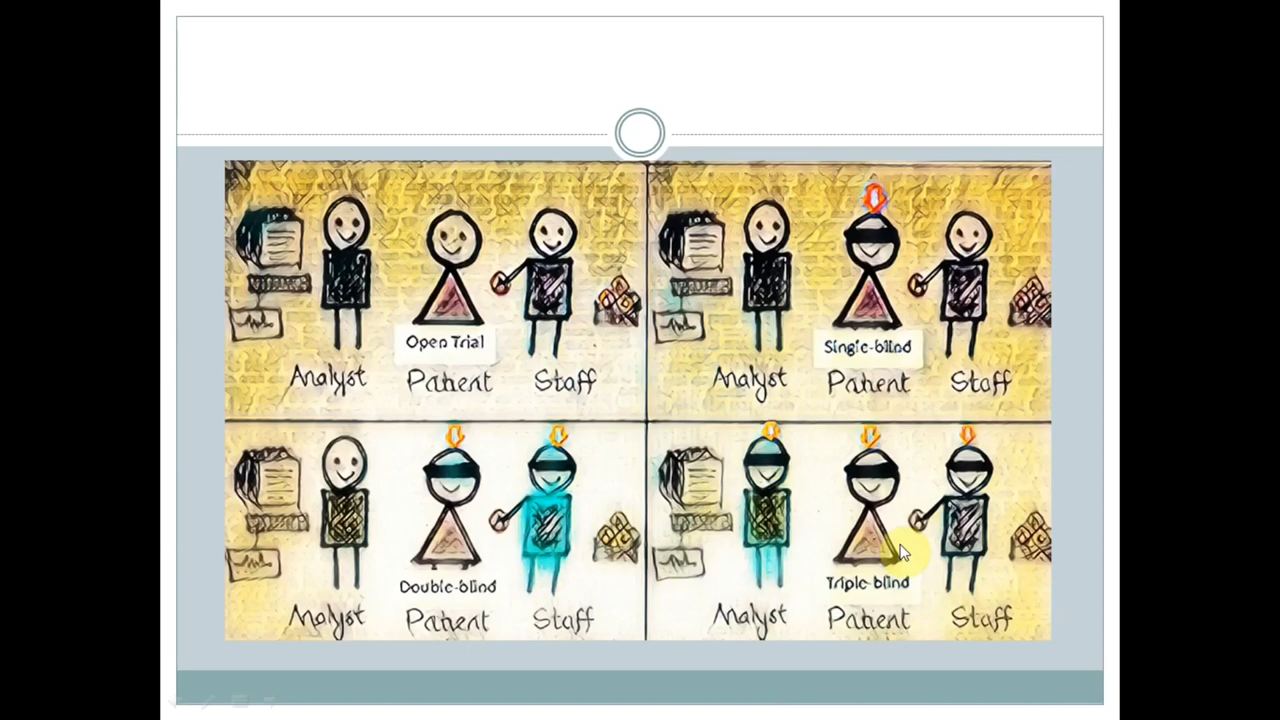 Open Trial
Analyst Patient Staff
Single-blind
Analyst Patient Staff
Double-blind
Analyst Patient Staff
Triple-blind
Analyst Patient Staff